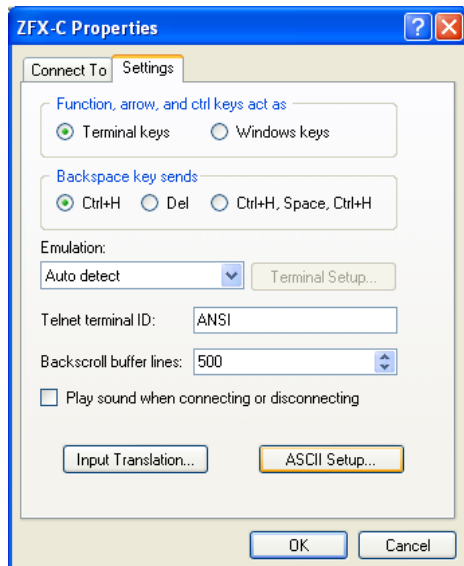 ZFX-C Properties
Connect To Settings
Function, arrow, and ctrl keys act as
Terminal keys Windows keys
Backspace key sends
Ctrl+H Del Ctrl+H, Space, Ctrl+H
Emulation:
Auto detect Terminal Setup...
Telnet terminal ID: ANSI
Backscroll buffer lines: 500
Play sound when connecting or disconnecting
Input Translation... ASCII Setup...
OK Cancel